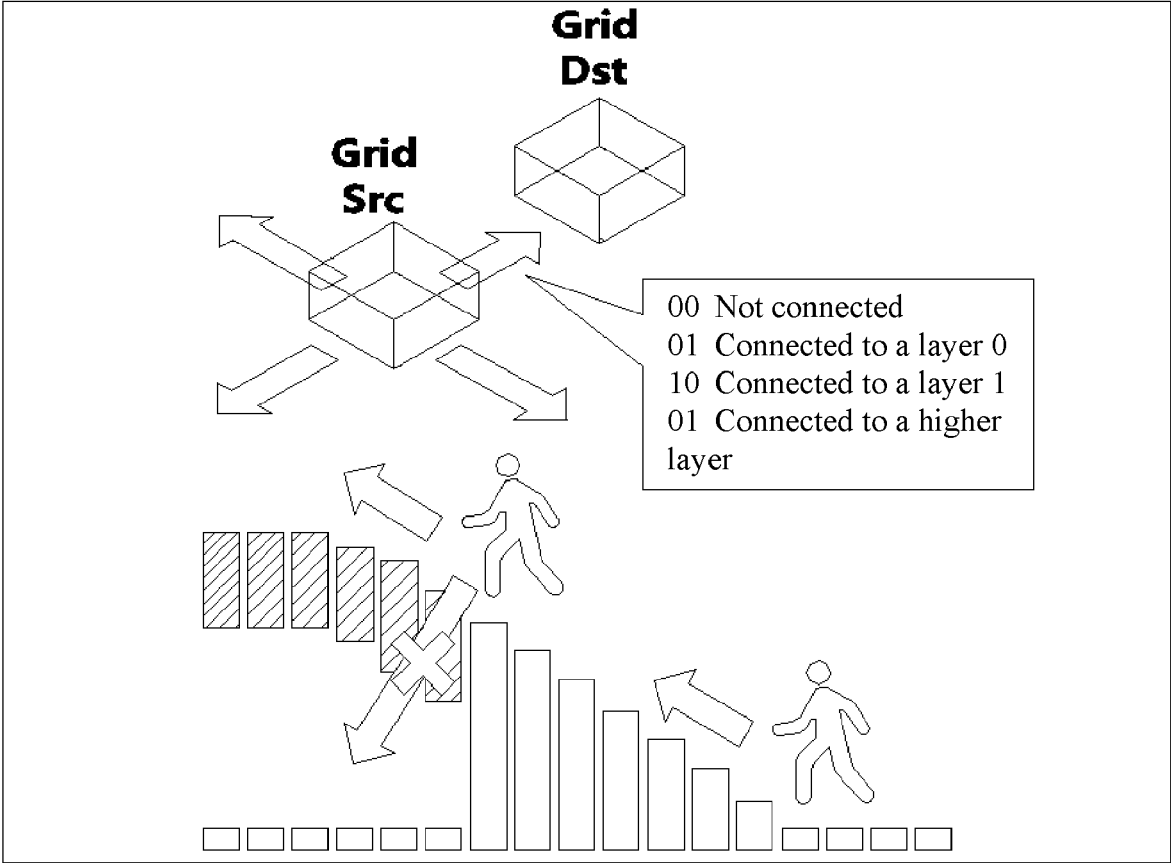 Grid
Dst
Grid
Src
00 Not connected
01 Connected to a layer 0
10 Connected to a layer 1
01 Connected to a higher
layer